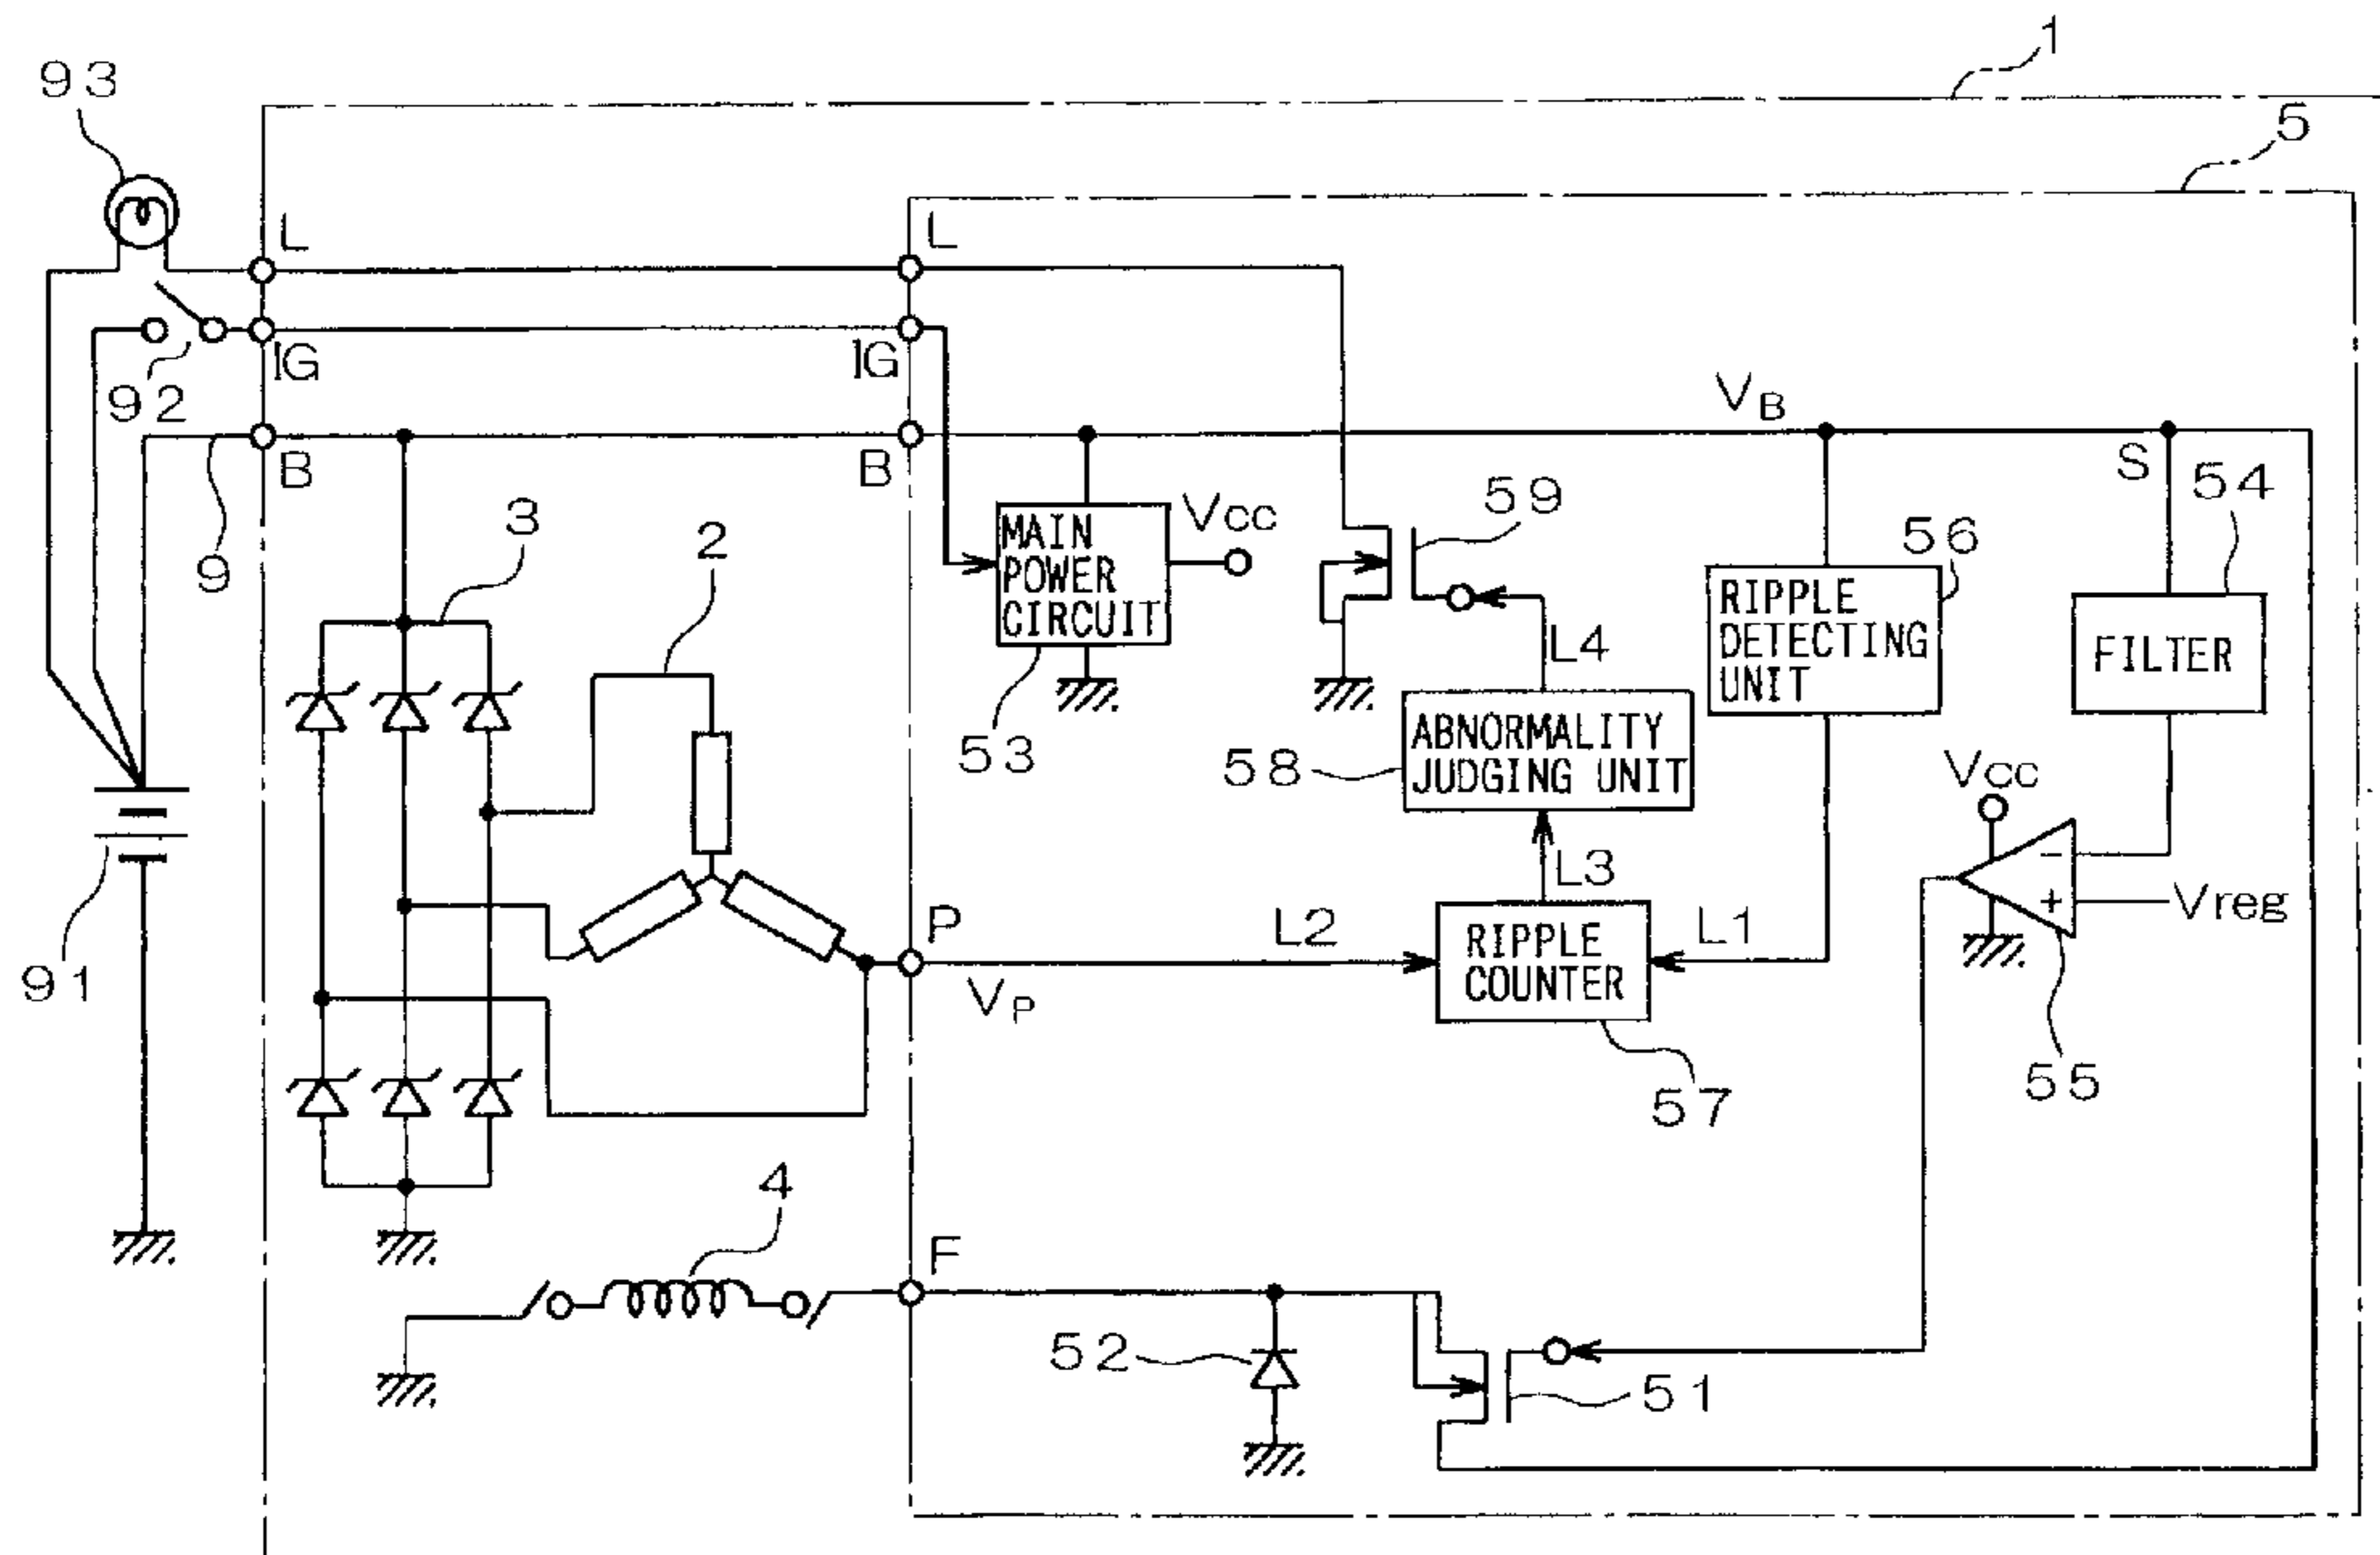 1
93
5
L
L
IG
IG
92
VB
B
B
S
54
9
3
2
MAIN
POWER
CIRCUIT
Vcc
59
56
RIPPLE
DETECTING
UNIT
FILTER
L4
53
58
ABNORMALITY
JUDGING UNIT
Vcc
L3
−
+
Vreg
91
P
VP
L2
RIPPLE
COUNTER
L1
55
57
4
F
52
51